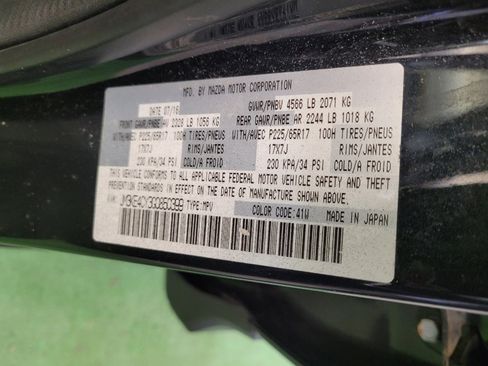 MFD. BY MAZDA MOTOR CORPORATION
DATE 07/16 GVWR/PNBV 4566 LB 2071 KG
FRONT GAWR/PNBE AV 2328 LB 1056 KG REAR GAWR/PNBE AR 2244 LB 1018 KG
WITH/AVEC P225/65R17 100H TIRES/PNEUS WITH/AVEC P225/65R17 100H TIRES/PNEUS
17X7J RIMS/JANTES 17X7J RIMS/JANTES
230 KPA/34 PSI COLD/A FROID 230 KPA/34 PSI COLD/A FROID
THIS VEHICLE CONFORMS TO ALL APPLICABLE FEDERAL MOTOR VEHICLE SAFETY AND THEFT PREVENTION
STANDARDS IN EFFECT ON THE DATE OF MANUFACTURE SHOWN ABOVE.
TYPE:MPV COLOR CODE:41W MADE IN JAPAN